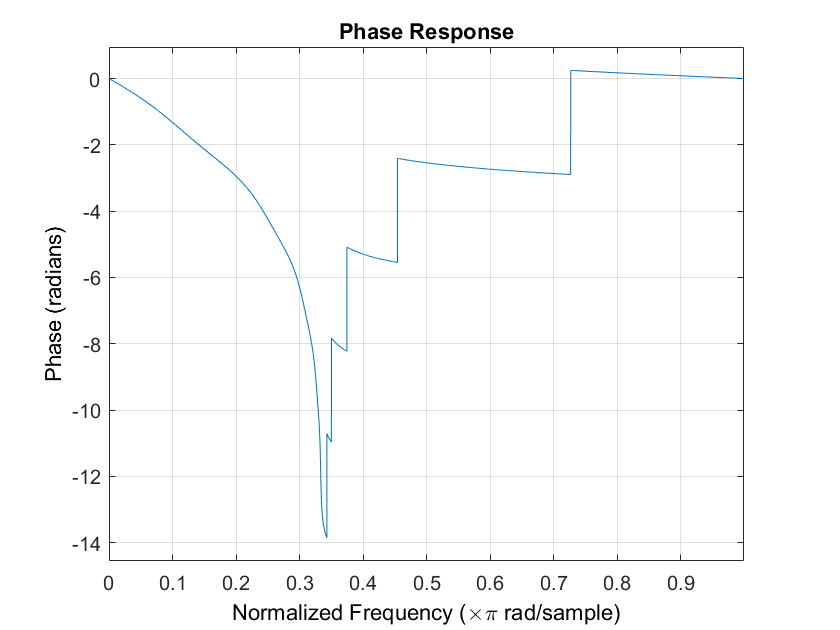 Phase Response
Phase (radians)
0
-2
-4
-6
-8
-10
-12
-14
0 0.1 0.2 0.3 0.4 0.5 0.6 0.7 0.8 0.9
Normalized Frequency (×π rad/sample)